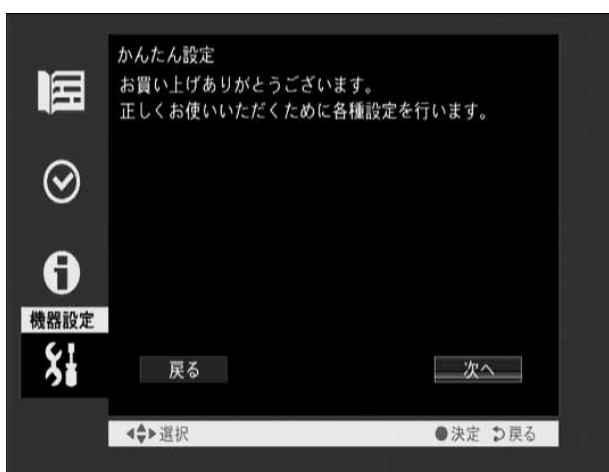 かんたん設定
お買い上げありがとうございます。
正しくお使いいただくために各種設定を行います。
機器設定
戻る
次へ
選択
決定 戻る